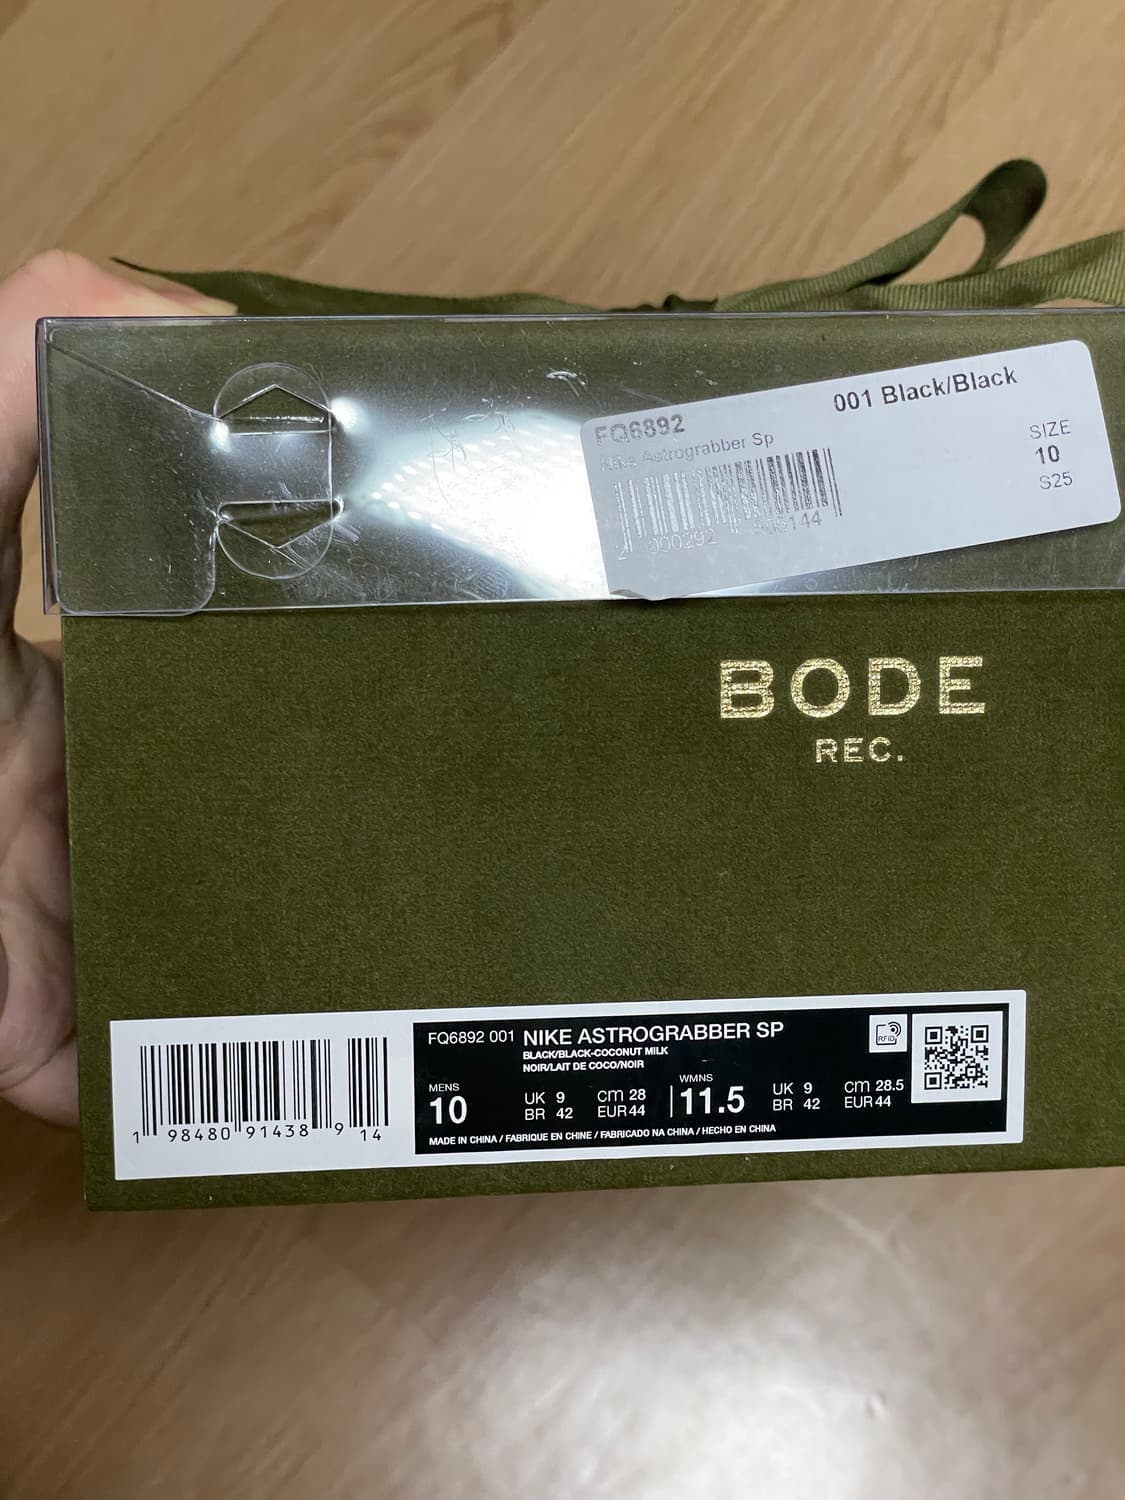 001 Black/Black
FQ6892
Nike Astrograbber Sp
SIZE
10
S25
2 000292 144
BODE
REC.
FQ6892 001 NIKE ASTROGRABBER SP
BLACK/BLACK-COCONUT MILK
NOIR/LAIT DE COCO/NOIR
RFID
MENS
10
UK 9
BR 42
cm 28
EUR 44
WMNS
11.5
UK 9
BR 42
cm 28.5
EUR 44
MADE IN CHINA / FABRIQUE EN CHINE / FABRICADO NA CHINA / HECHO EN CHINA
1 98480 91438 9 14